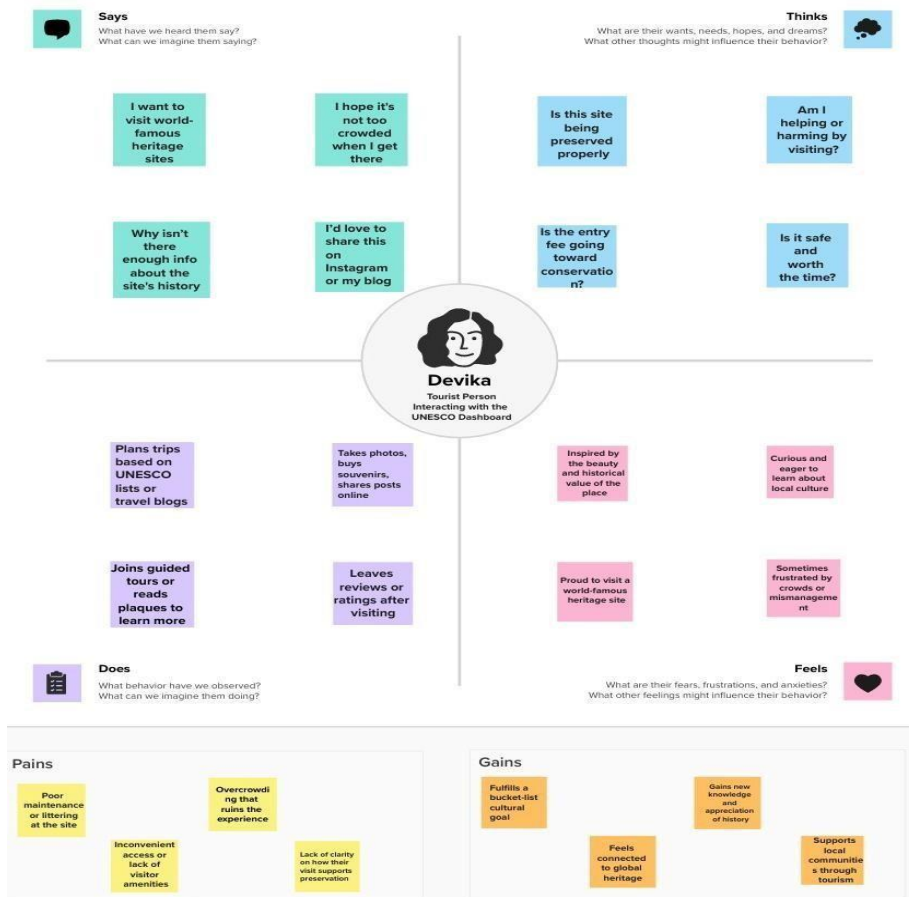 Says
What have we heard them say?
What can we imagine them saying?
Thinks
What are their wants, needs, hopes, and dreams?
What other thoughts might influence their behavior?
I want to
visit world-
famous
heritage
sites
I hope it's
not too
crowded
when I get
there
Is this site
being
preserved
properly
Am I
helping or
harming by
visiting?
Why isn't
there
enough info
about the
site's history
I'd love to
share this
on
Instagram
or my blog
Is the entry
fee going
toward
conservatio
n?
Is it safe
and
worth
the time?
Devika
Tourist Person
Interacting with the
UNESCO Dashboard
Plans trips
based on
UNESCO
lists or
travel blogs
Takes photos,
buys
souvenirs,
shares posts
online
Inspired by
the beauty
and historical
value of the
place
Curious and
eager to
learn about
local culture
Joins guided
tours or
reads
plaques to
learn more
Leaves
reviews or
ratings after
visiting
Proud to visit a
world-famous
heritage site
Sometimes
frustrated by
crowds or
mismanageme
nt
Does
What behavior have we observed?
What can we imagine them doing?
Feels
What are their fears, frustrations, and anxieties?
What other feelings might influence their behavior?
Pains
Poor
maintenance
or littering
at the site
Overcrowdi
ng that
ruins the
experience
Inconvenient
access or
lack of
visitor
amenities
Lack of clarity
on how their
visit supports
preservation
Gains
Fulfills a
bucket-list
cultural
goal
Gains new
knowledge
and
appreciation
of history
Feels
connected
to global
heritage
Supports
local
communitie
s through
tourism